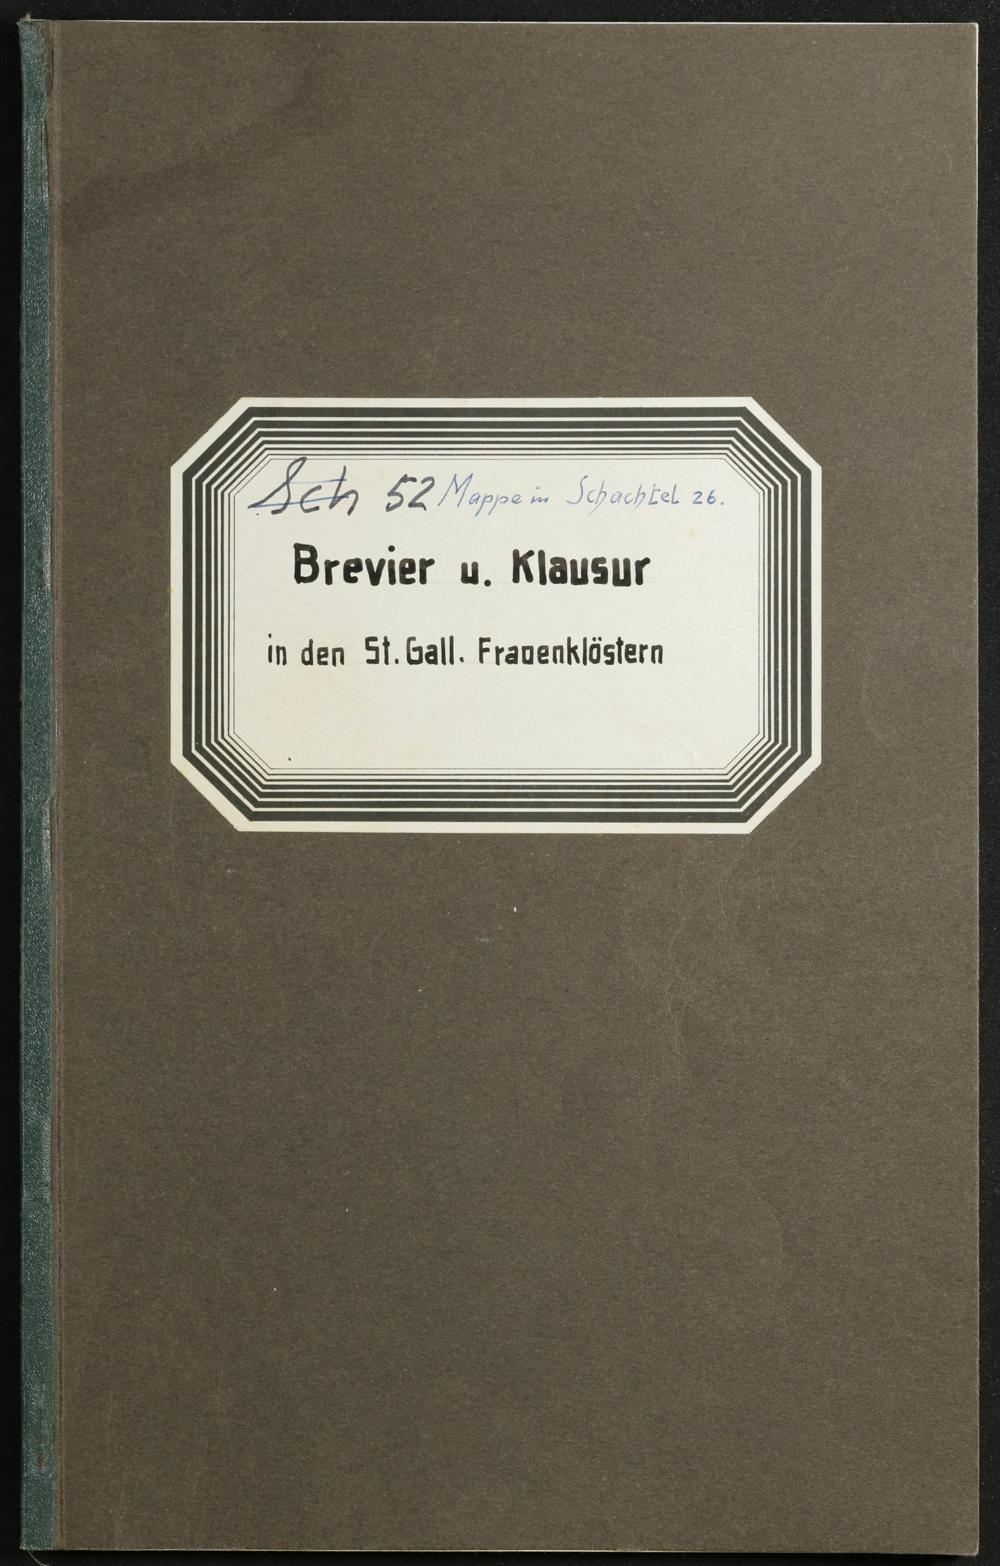 Sch 52 Mappe in Schachtel 26.
Brevier u. Klausur
in den St. Gall. Frauenklöstern